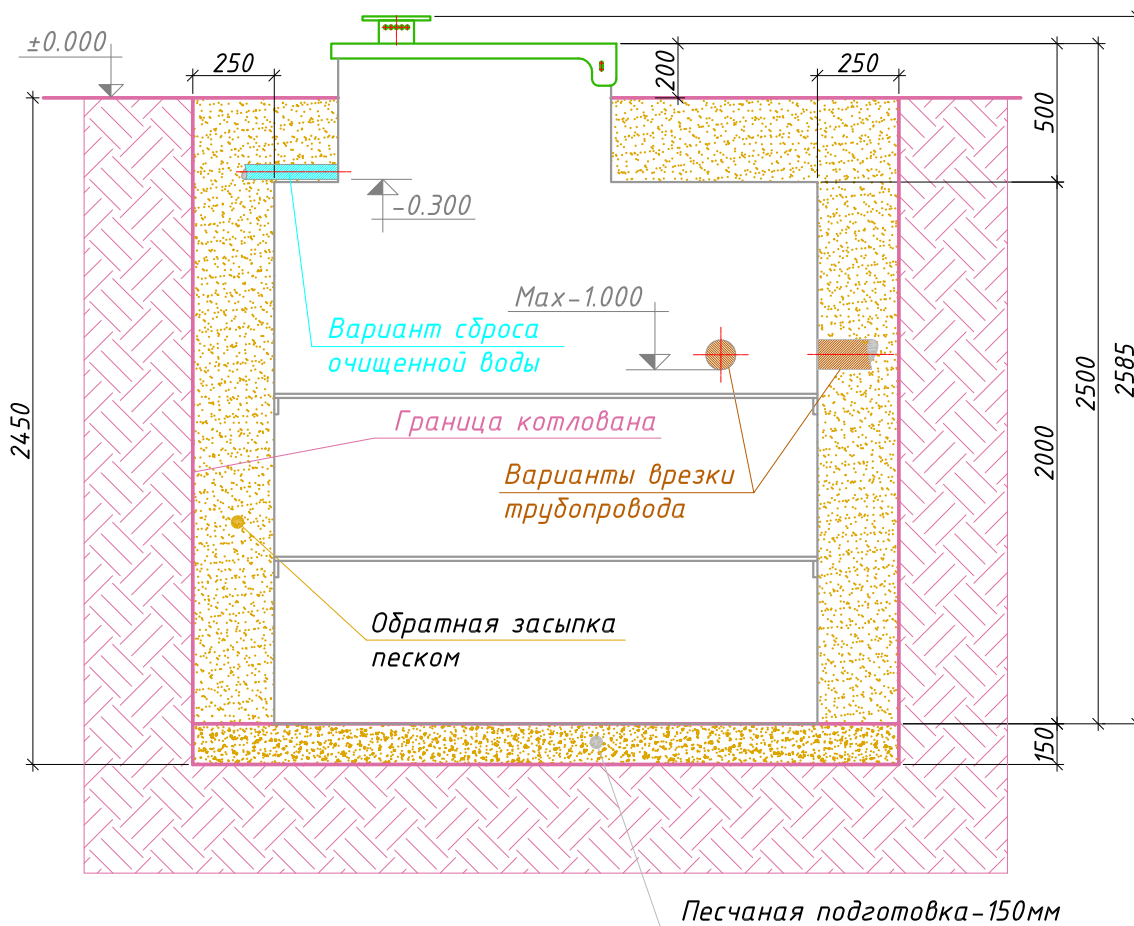 ±0.000
250
200
250
500
-0.300
Max-1.000
Вариант сброса
очищенной воды
2585
2500
2450
Граница котлована
2000
Варианты врезки
трубопровода
Обратная засыпка
песком
150
Песчаная подготовка-150мм